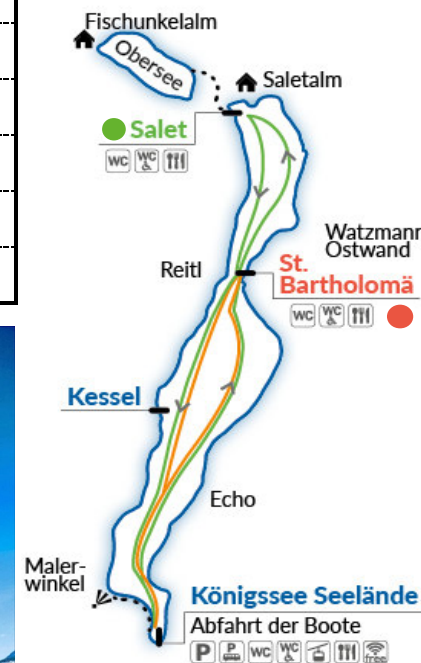 Fischunkelalm
Obersee
Saletalm
Salet
WC WC
Watzmann
Ostwand
Reitl
St.
Bartholomä
WC WC
Kessel
Echo
Maler-
winkel
Königssee Seelände
Abfahrt der Boote
P P WC WC free